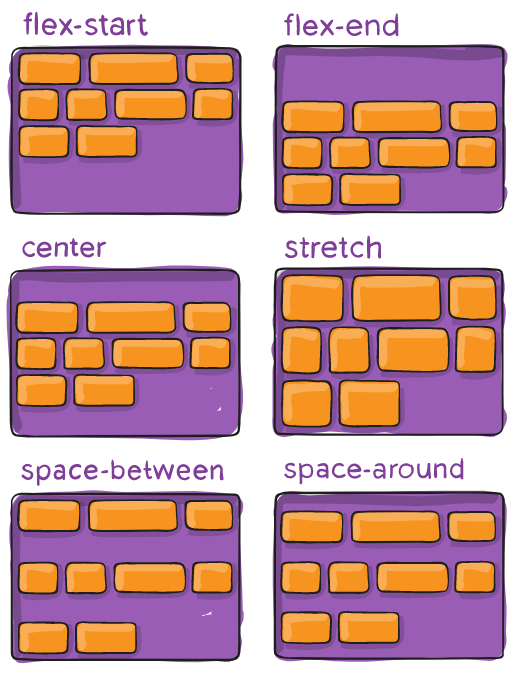 flex-start
flex-end
center
stretch
space-between
space-around